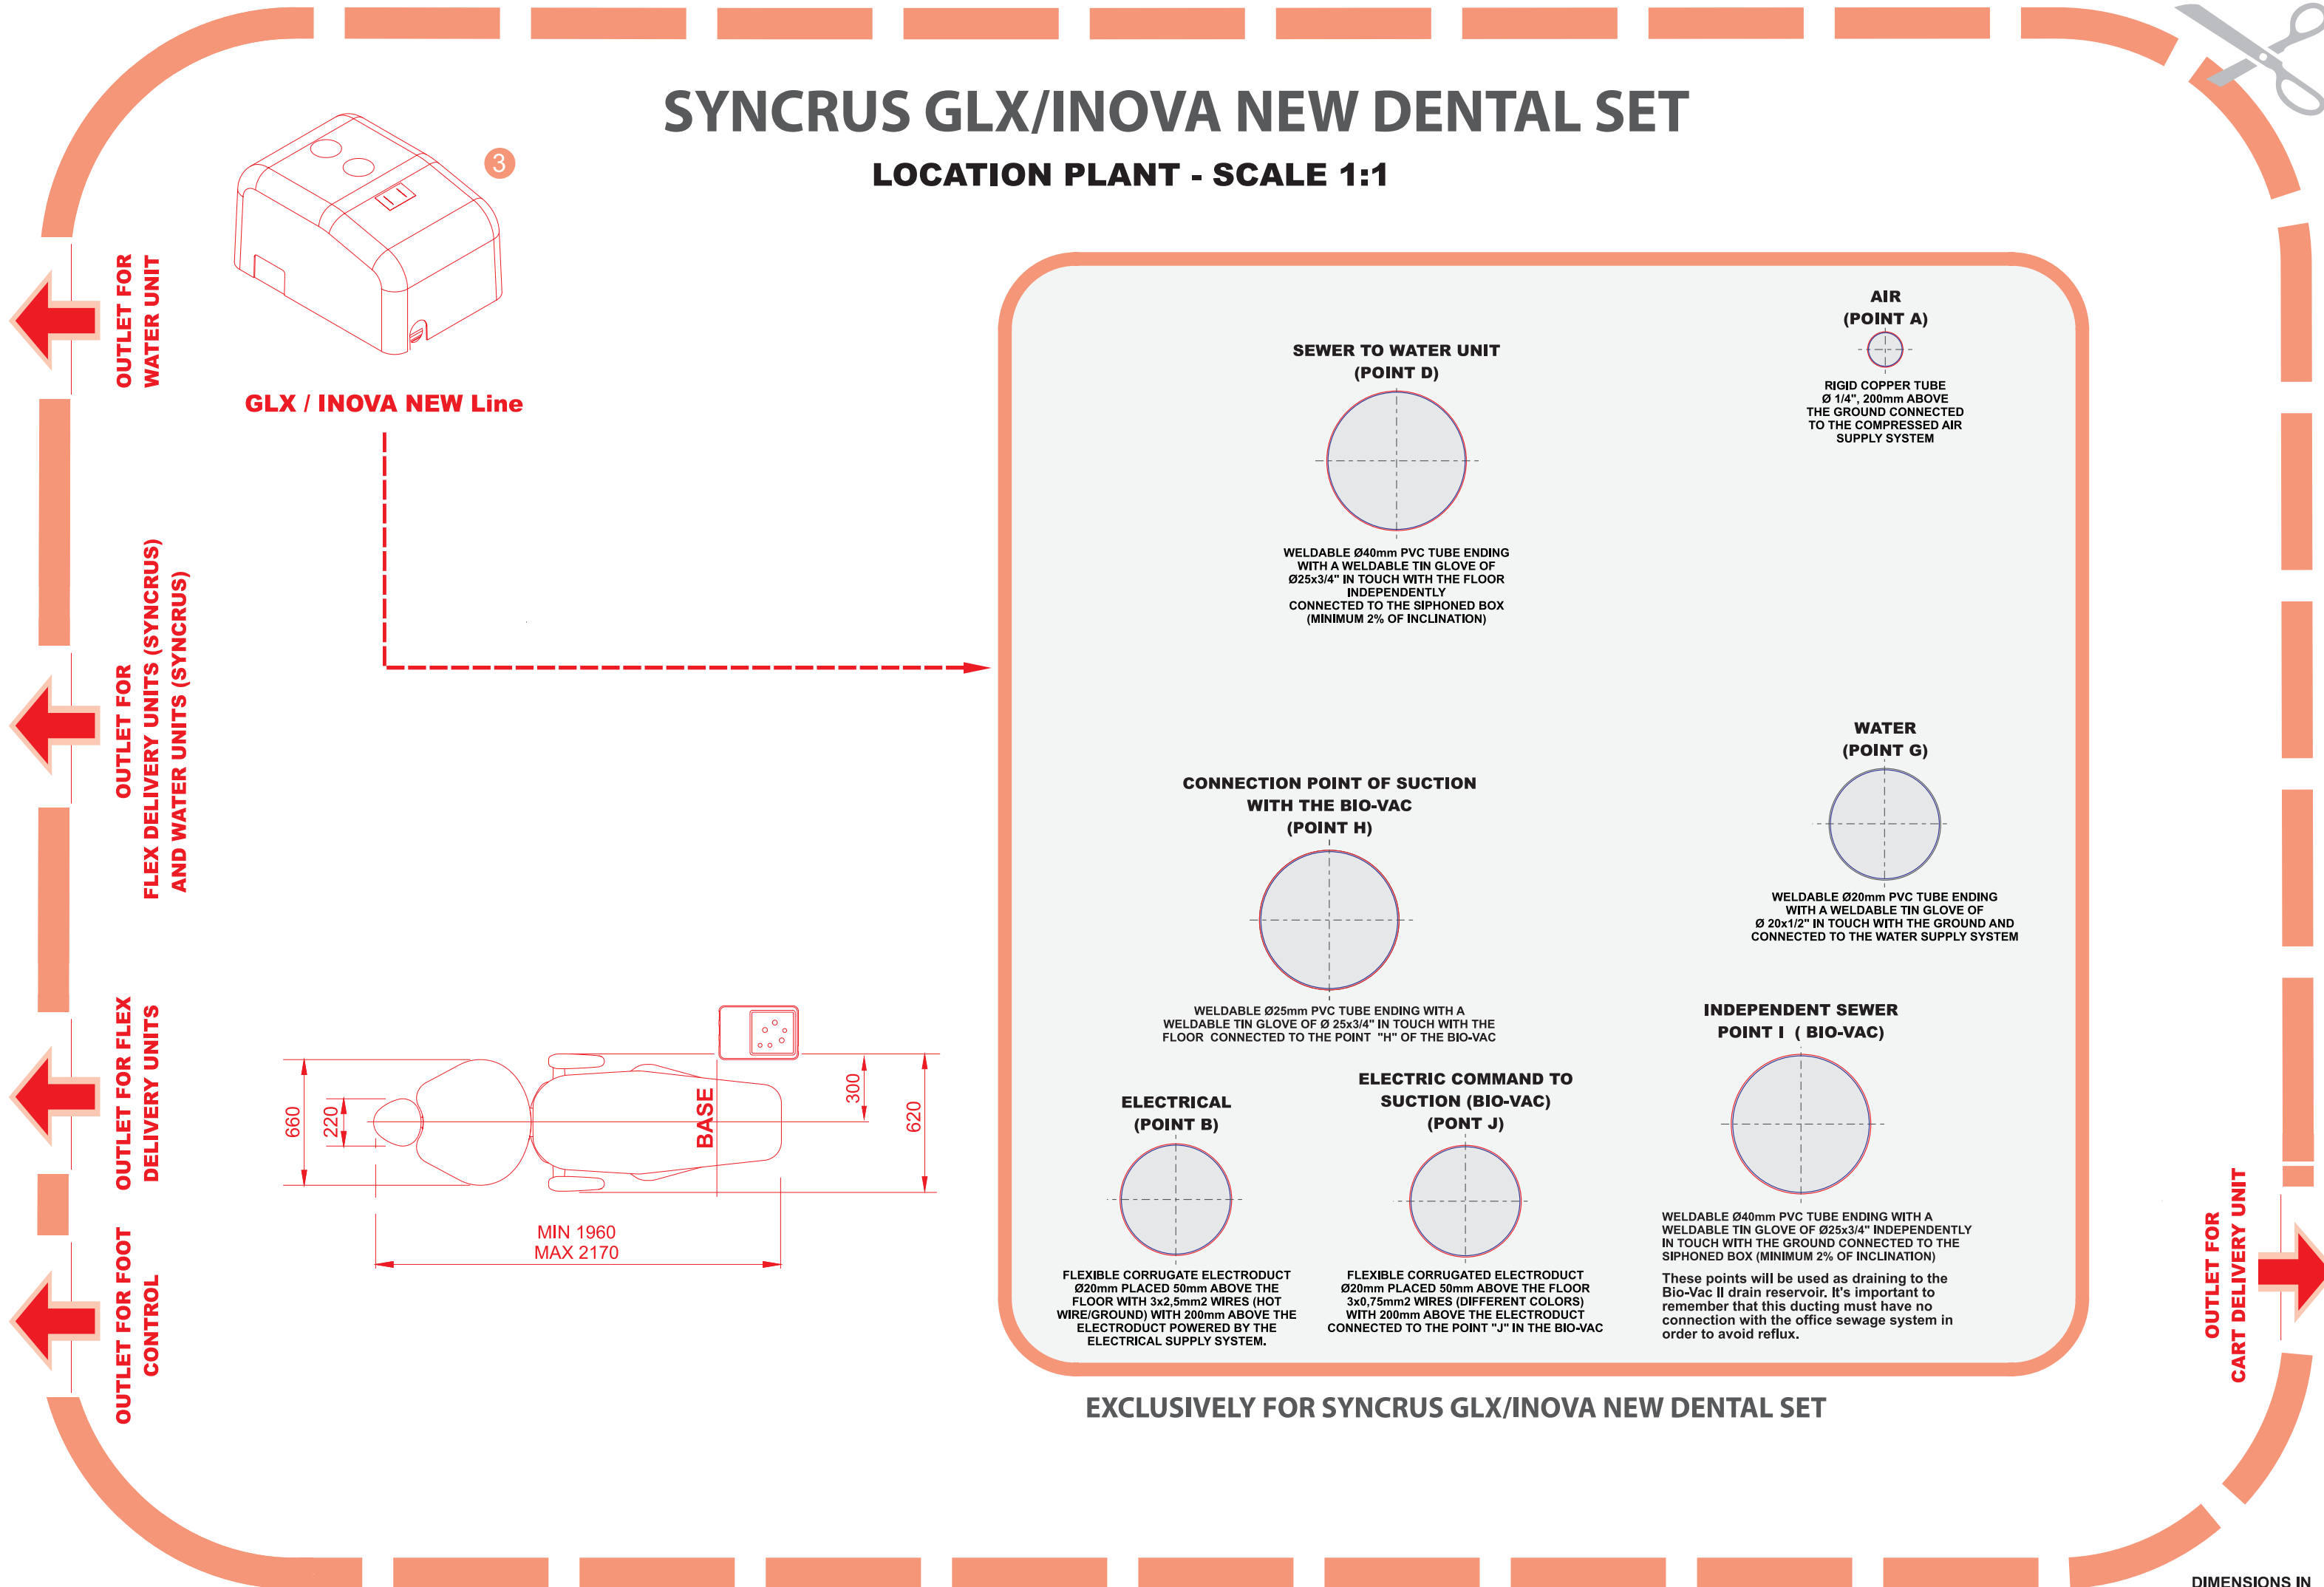 SYNCRUS GLX/INOVA NEW DENTAL SET
LOCATION PLANT - SCALE 1:1
3
GLX / INOVA NEW Line
OUTLET FOR
WATER UNIT
OUTLET FOR
FLEX DELIVERY UNITS (SYNCRUS)
AND WATER UNITS (SYNCRUS)
OUTLET FOR FLEX
DELIVERY UNITS
OUTLET FOR FOOT
CONTROL
660
220
BASE
300
620
MIN 1960
MAX 2170
AIR
(POINT A)
RIGID COPPER TUBE
Ø 1/4", 200mm ABOVE
THE GROUND CONNECTED
TO THE COMPRESSED AIR
SUPPLY SYSTEM
SEWER TO WATER UNIT
(POINT D)
WELDABLE Ø40mm PVC TUBE ENDING
WITH A WELDABLE TIN GLOVE OF
Ø25x3/4" IN TOUCH WITH THE FLOOR
INDEPENDENTLY
CONNECTED TO THE SIPHONED BOX
(MINIMUM 2% OF INCLINATION)
WATER
(POINT G)
WELDABLE Ø20mm PVC TUBE ENDING
WITH A WELDABLE TIN GLOVE OF
Ø 20x1/2" IN TOUCH WITH THE GROUND AND
CONNECTED TO THE WATER SUPPLY SYSTEM
CONNECTION POINT OF SUCTION
WITH THE BIO-VAC
(POINT H)
WELDABLE Ø25mm PVC TUBE ENDING WITH A
WELDABLE TIN GLOVE OF Ø 25x3/4" IN TOUCH WITH THE
FLOOR CONNECTED TO THE POINT "H" OF THE BIO-VAC
INDEPENDENT SEWER
POINT I ( BIO-VAC)
WELDABLE Ø40mm PVC TUBE ENDING WITH A
WELDABLE TIN GLOVE OF Ø25x3/4" INDEPENDENTLY
IN TOUCH WITH THE GROUND CONNECTED TO THE
SIPHONED BOX (MINIMUM 2% OF INCLINATION)
These points will be used as draining to the
Bio-Vac II drain reservoir. It's important to
remember that this ducting must have no
connection with the office sewage system in
order to avoid reflux.
ELECTRICAL
(POINT B)
FLEXIBLE CORRUGATE ELECTRODUCT
Ø20mm PLACED 50mm ABOVE THE
FLOOR WITH 3x2,5mm2 WIRES (HOT
WIRE/GROUND) WITH 200mm ABOVE THE
ELECTRODUCT POWERED BY THE
ELECTRICAL SUPPLY SYSTEM.
ELECTRIC COMMAND TO
SUCTION (BIO-VAC)
(PONT J)
FLEXIBLE CORRUGATED ELECTRODUCT
Ø20mm PLACED 50mm ABOVE THE FLOOR
3x0,75mm2 WIRES (DIFFERENT COLORS)
WITH 200mm ABOVE THE ELECTRODUCT
CONNECTED TO THE POINT "J" IN THE BIO-VAC
EXCLUSIVELY FOR SYNCRUS GLX/INOVA NEW DENTAL SET
OUTLET FOR
CART DELIVERY UNIT
DIMENSIONS IN